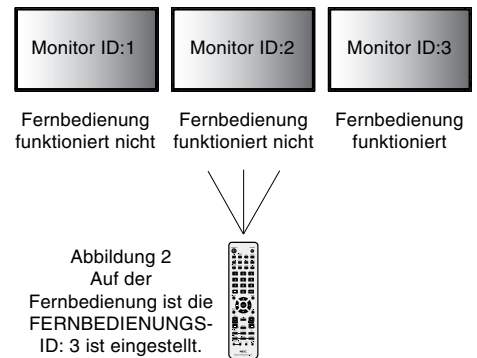 Monitor ID:1
Monitor ID:2
Monitor ID:3
Fernbedienung
funktioniert nicht
Fernbedienung
funktioniert nicht
Fernbedienung
funktioniert
Abbildung 2
Auf der
Fernbedienung ist die
FERNBEDIENUNGS-
ID: 3 ist eingestellt.